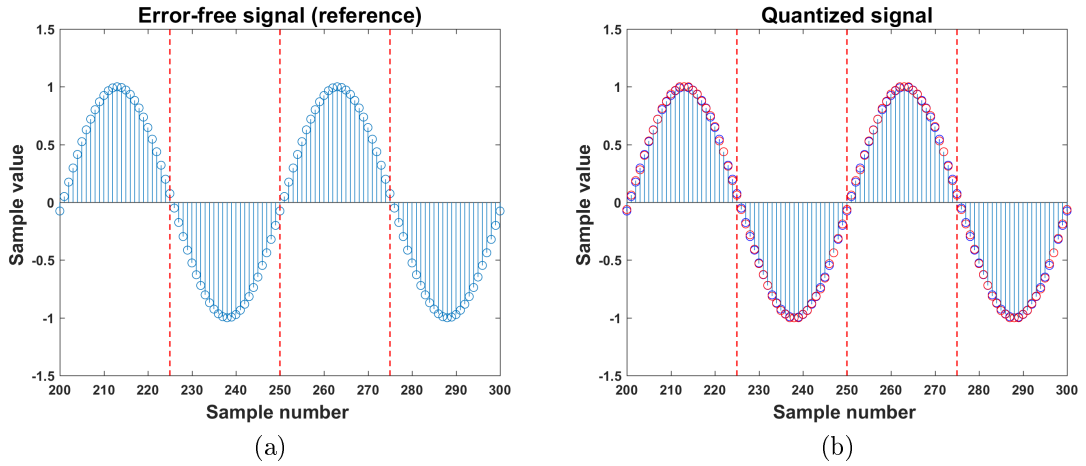 Error-free signal (reference)
1.5
1
0.5
0
-0.5
-1
-1.5
Sample value
200 210 220 230 240 250 260 270 280 290 300
Sample number
(a)
Quantized signal
1.5
1
0.5
0
-0.5
-1
-1.5
Sample value
200 210 220 230 240 250 260 270 280 290 300
Sample number
(b)